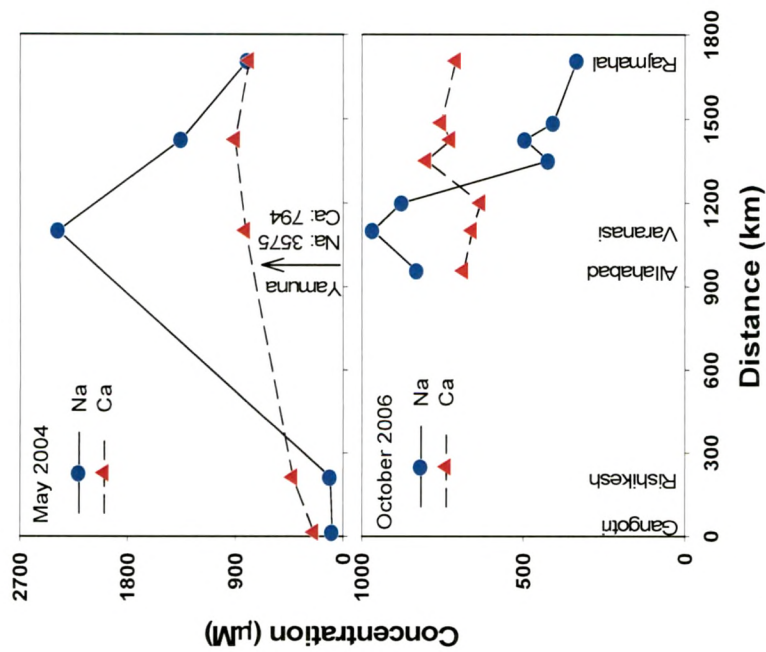 Concentration (µM)
2700
1800
900
0
May 2004
Na
Ca
Yamuna
Na: 3575
Ca: 794
1000
500
0
October 2006
Na
Ca
Gangotri
Rishikesh
Allahabad
Varanasi
Rajmahal
0 300 600 900 1200 1500 1800
Distance (km)